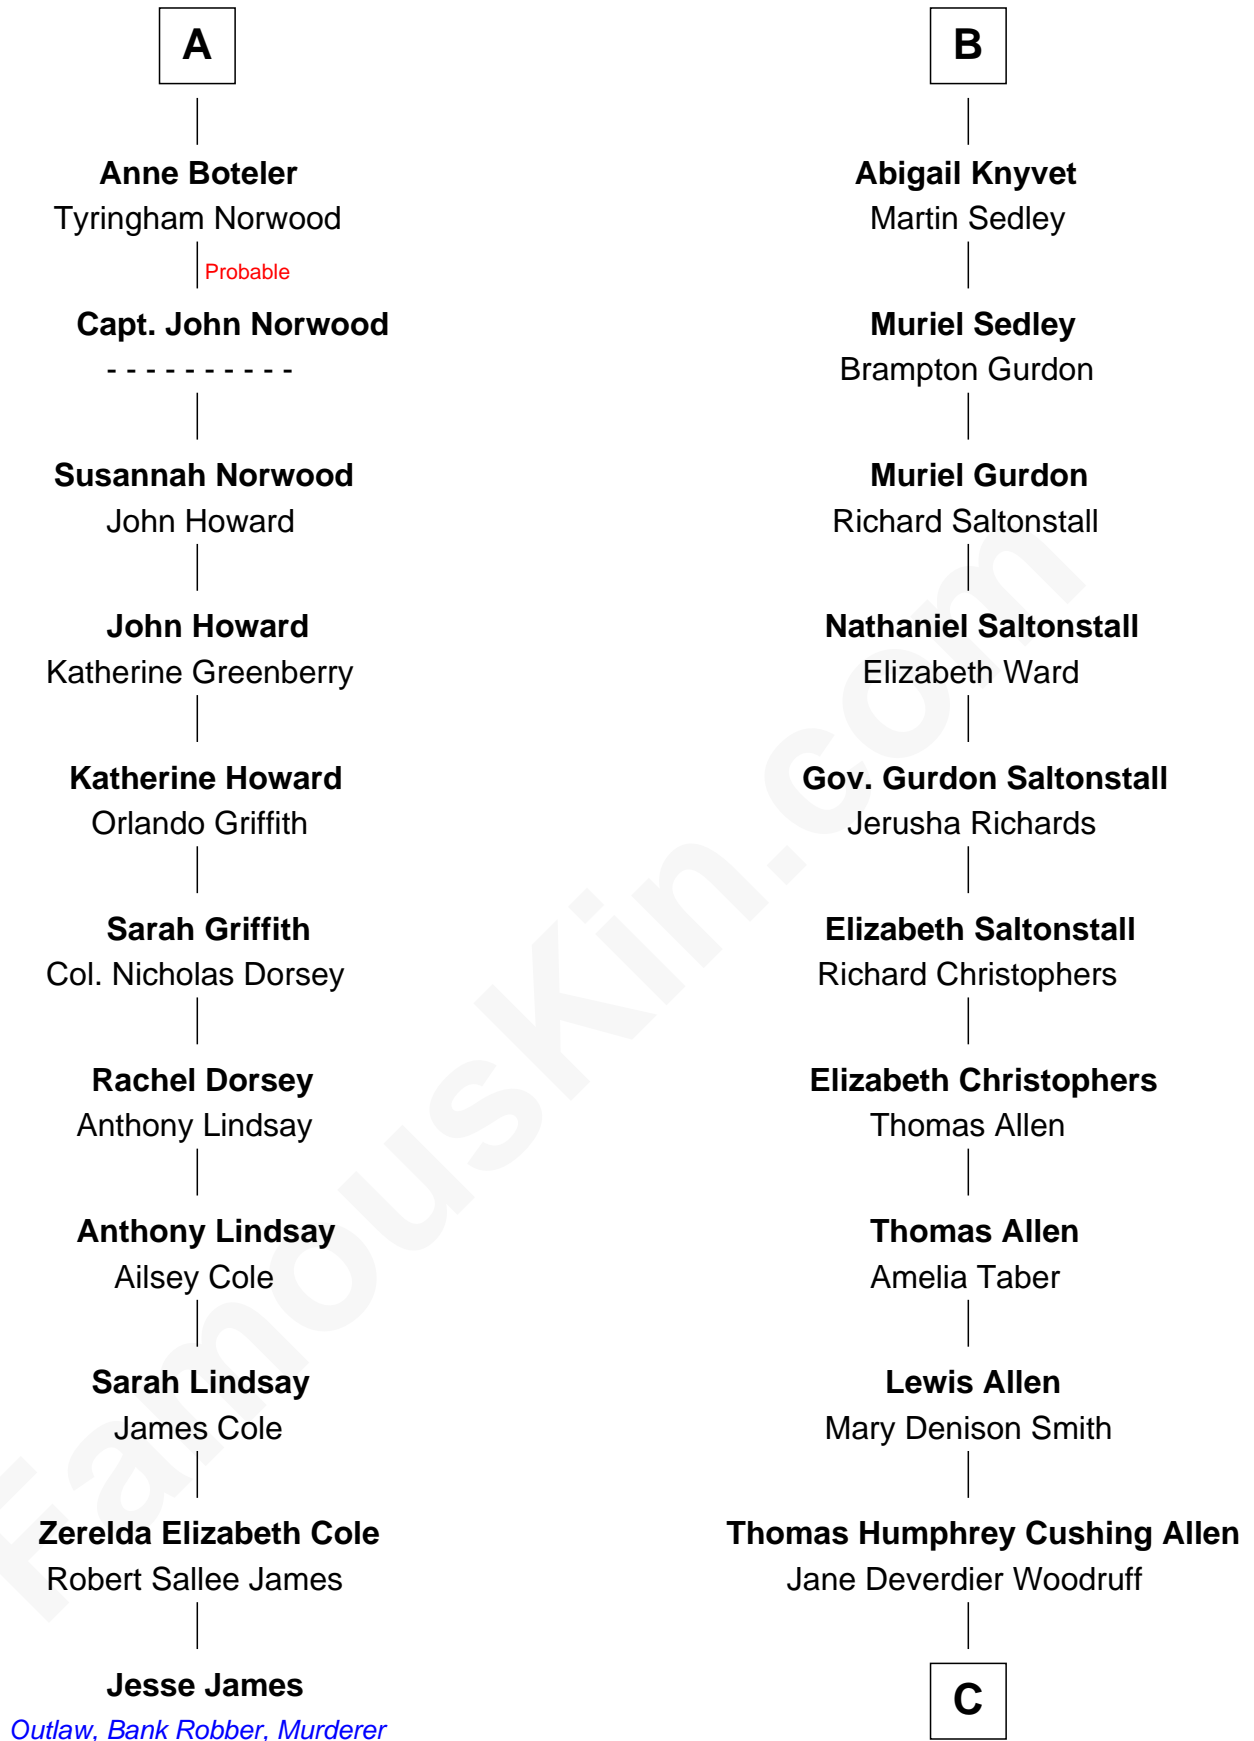 A
Anne Boteler
Tyringham Norwood
Probable
Capt. John Norwood
- - - - - - - - - -
Susannah Norwood
John Howard
John Howard
Katherine Greenberry
Katherine Howard
Orlando Griffith
Sarah Griffith
Col. Nicholas Dorsey
Rachel Dorsey
Anthony Lindsay
Anthony Lindsay
Ailsey Cole
Sarah Lindsay
James Cole
Zerelda Elizabeth Cole
Robert Sallee James
Jesse James
Outlaw, Bank Robber, Murderer
B
Abigail Knyvet
Martin Sedley
Muriel Sedley
Brampton Gurdon
Muriel Gurdon
Richard Saltonstall
Nathaniel Saltonstall
Elizabeth Ward
Gov. Gurdon Saltonstall
Jerusha Richards
Elizabeth Saltonstall
Richard Christophers
Elizabeth Christophers
Thomas Allen
Thomas Allen
Amelia Taber
Lewis Allen
Mary Denison Smith
Thomas Humphrey Cushing Allen
Jane Deverdier Woodruff
C
FamousKin.com